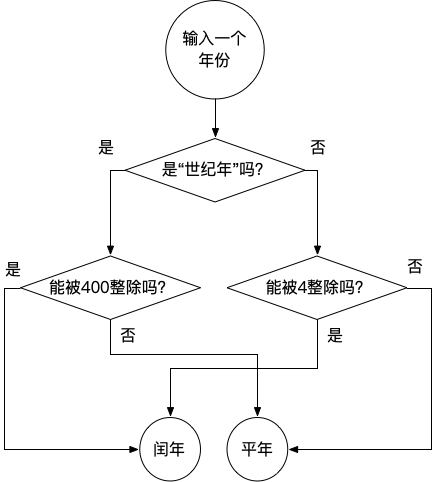 输入一个
年份
是
否
是“世纪年”吗?
是
否
能被400整除吗?
能被4整除吗?
否
是
闰年
平年